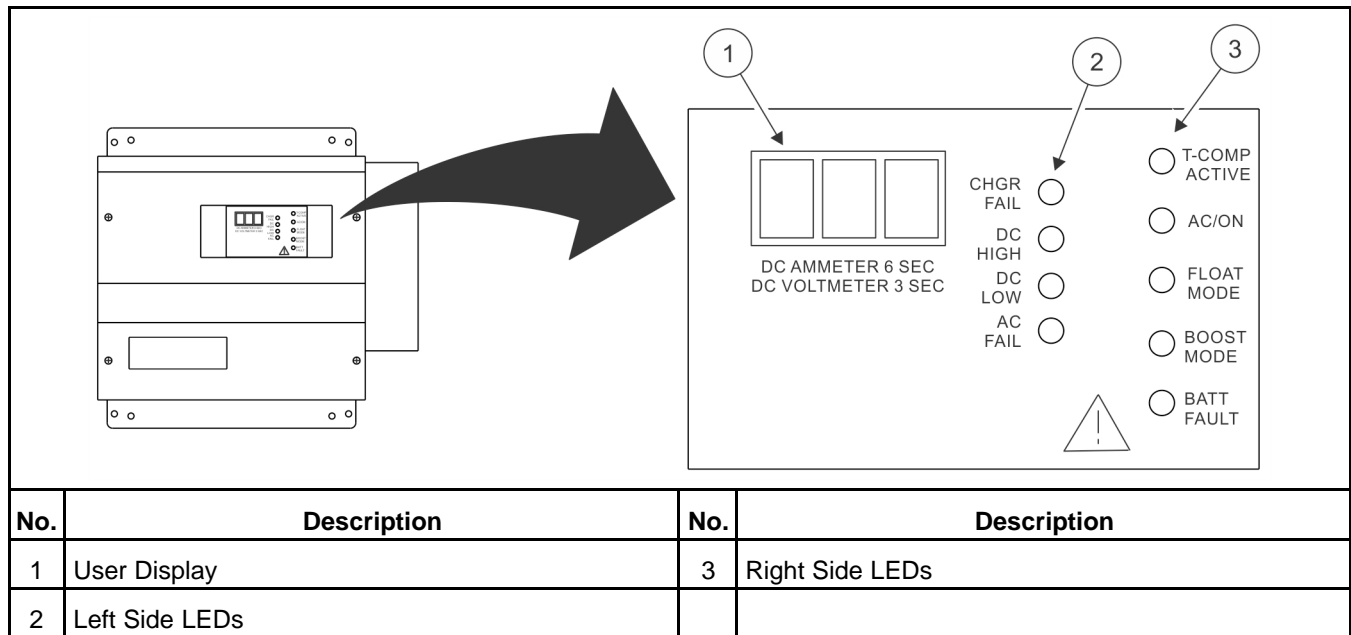 1
2
3
DC AMMETER 6 SEC
DC VOLTMETER 3 SEC
CHGR
FAIL
DC
HIGH
DC
LOW
AC
FAIL
T-COMP
ACTIVE
AC/ON
FLOAT
MODE
BOOST
MODE
BATT
FAULT
!
No. Description No. Description
1 User Display 3 Right Side LEDs
2 Left Side LEDs